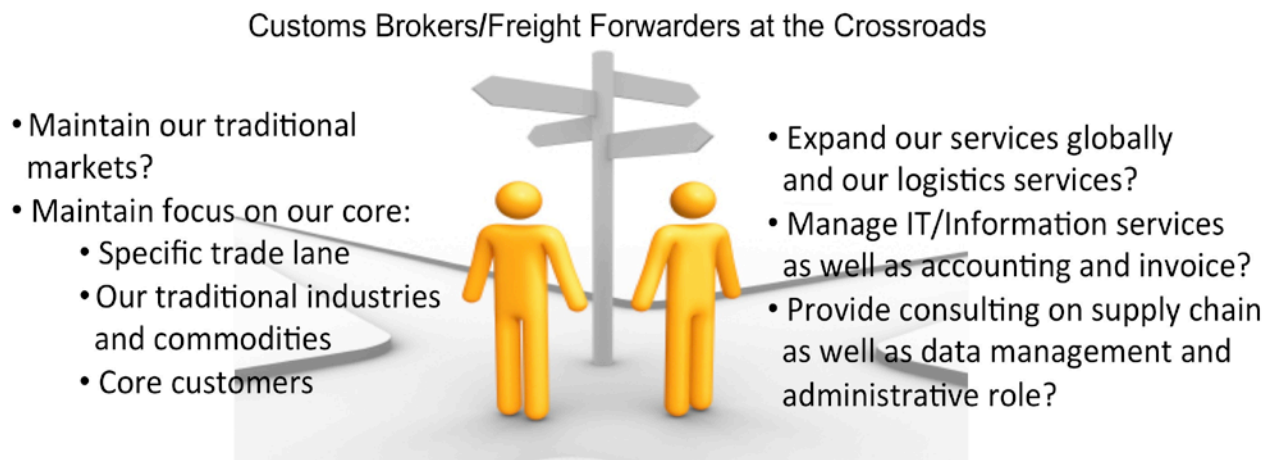 Customs Brokers/Freight Forwarders at the Crossroads
• Maintain our traditional
markets?
• Maintain focus on our core:
• Specific trade lane
• Our traditional industries
and commodities
• Core customers
• Expand our services globally
and our logistics services?
• Manage IT/Information services
as well as accounting and invoice?
• Provide consulting on supply chain
as well as data management and
administrative role?